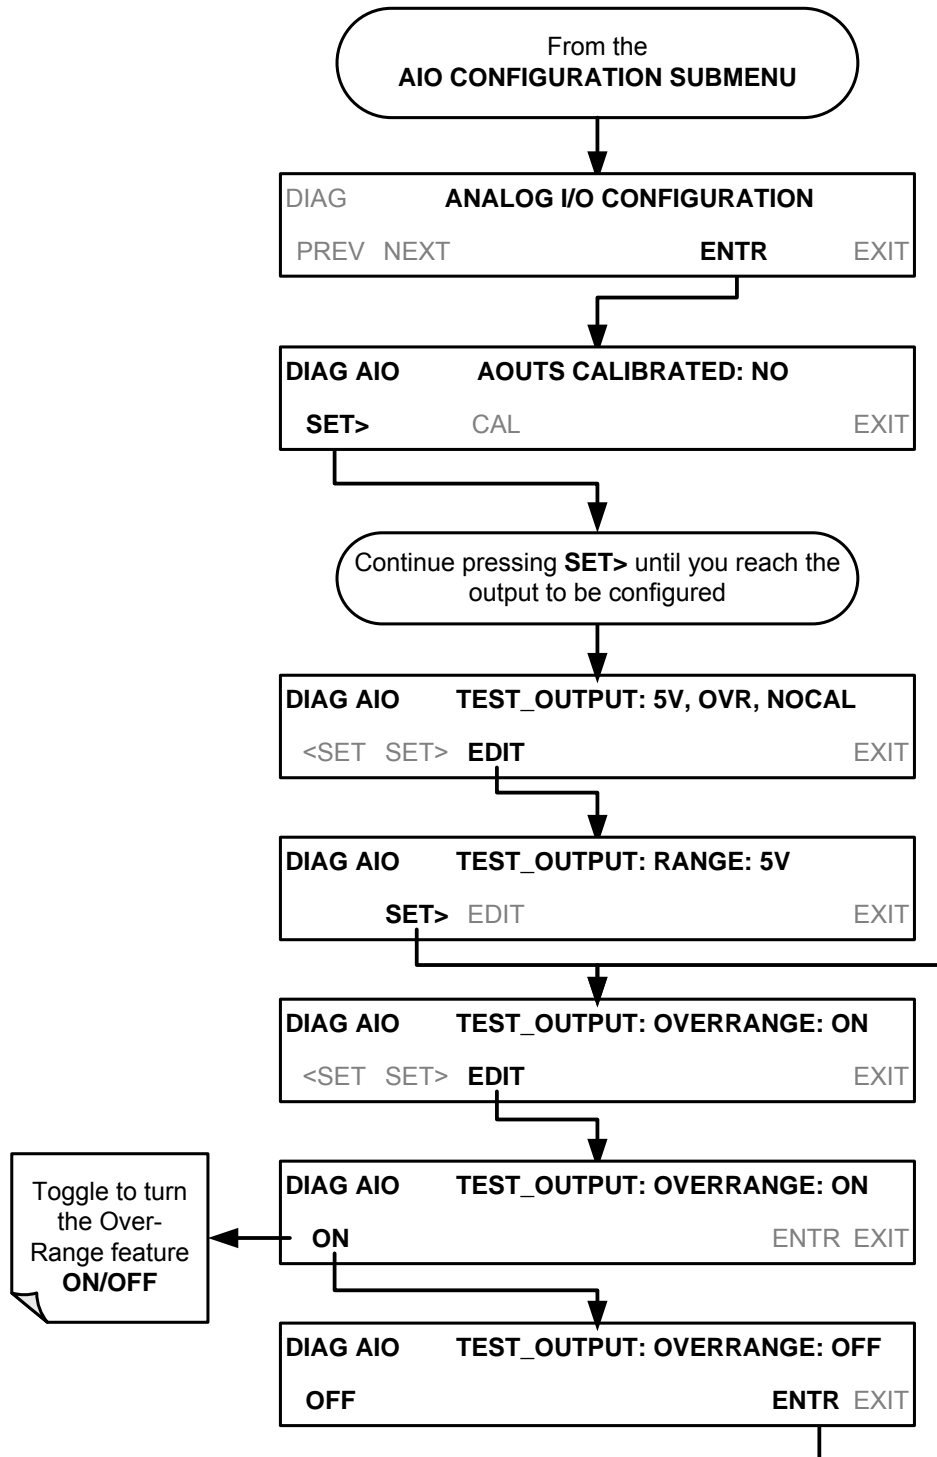 From the
AIO CONFIGURATION SUBMENU
DIAG ANALOG I/O CONFIGURATION
PREV NEXT ENTR EXIT
DIAG AIO AOUTS CALIBRATED: NO
SET> CAL EXIT
Continue pressing SET> until you reach the
output to be configured
DIAG AIO TEST_OUTPUT: 5V, OVR, NOCAL
<SET SET> EDIT EXIT
DIAG AIO TEST_OUTPUT: RANGE: 5V
SET> EDIT EXIT
DIAG AIO TEST_OUTPUT: OVERRANGE: ON
<SET SET> EDIT EXIT
Toggle to turn
the Over-
Range feature
ON/OFF
DIAG AIO TEST_OUTPUT: OVERRANGE: ON
ON ENTR EXIT
DIAG AIO TEST_OUTPUT: OVERRANGE: OFF
OFF ENTR EXIT